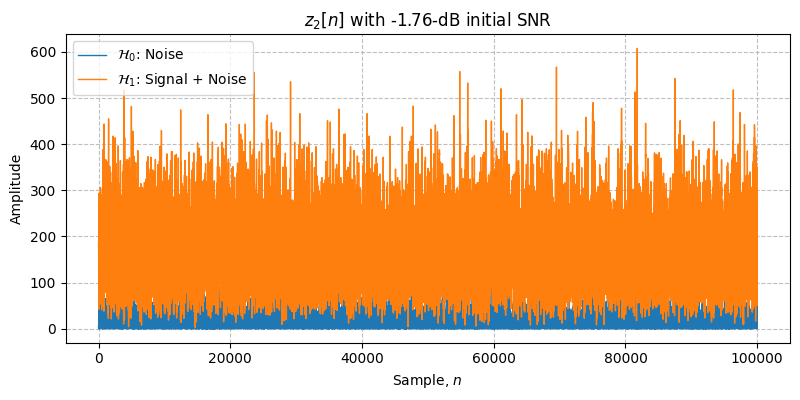 z₂[n] with -1.76-dB initial SNR
ℋ₀: Noise
ℋ₁: Signal + Noise
Amplitude
600
500
400
300
200
100
0
0 20000 40000 60000 80000 100000
Sample, n